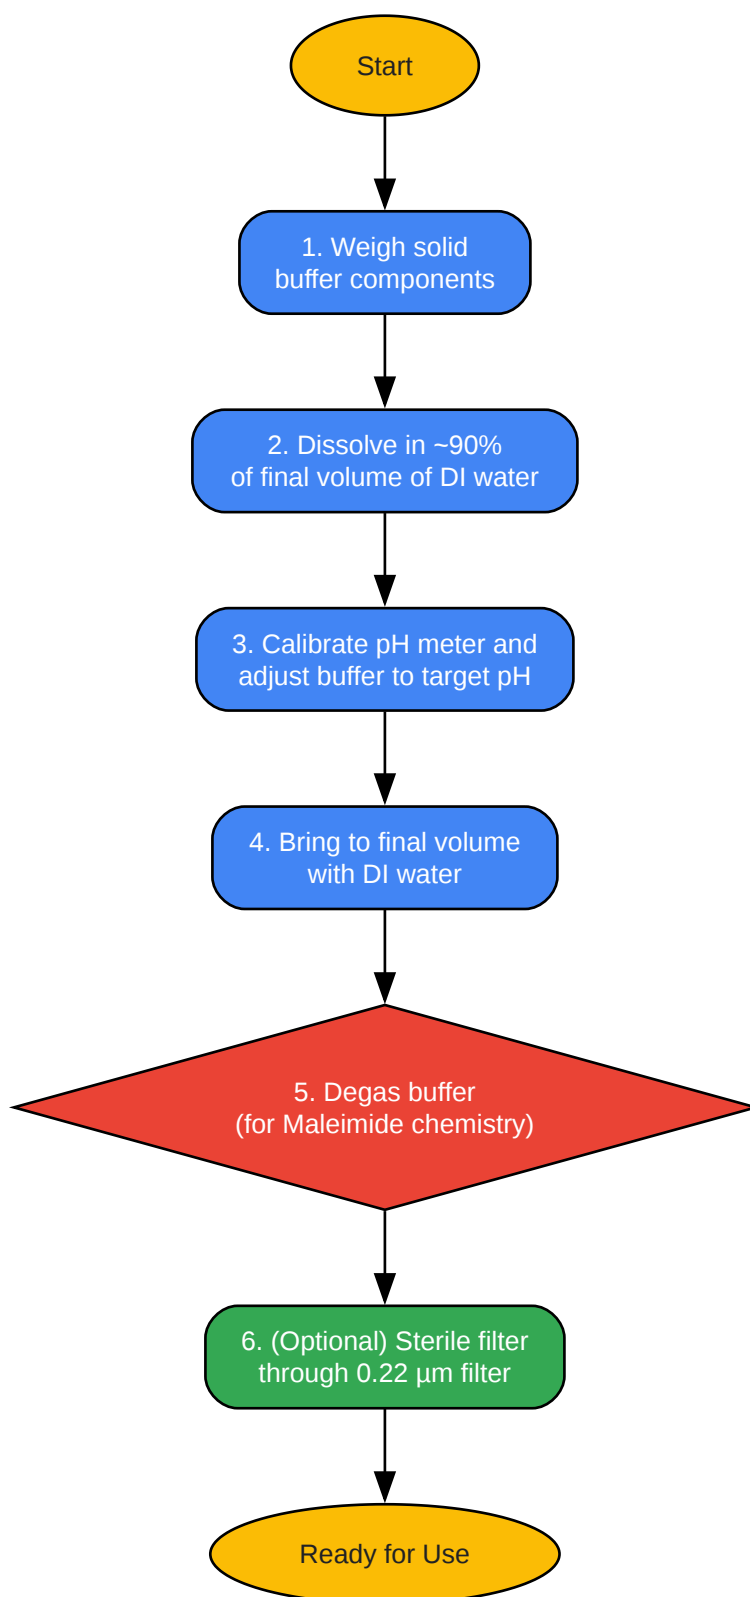 Start
1. Weigh solid
buffer components
2. Dissolve in ~90%
of final volume of DI water
3. Calibrate pH meter and
adjust buffer to target pH
4. Bring to final volume
with DI water
5. Degas buffer
(for Maleimide chemistry)
6. (Optional) Sterile filter
through 0.22 µm filter
Ready for Use